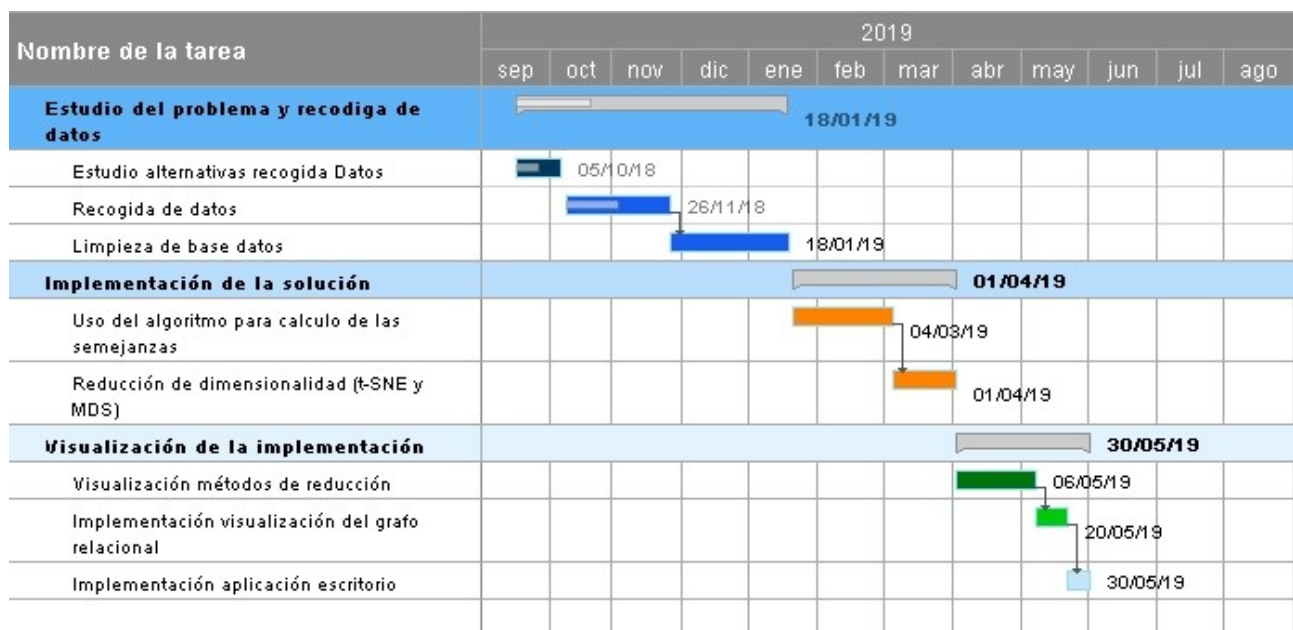 Nombre de la tarea
2019
sep oct nov dic ene feb mar abr may jun jul ago
Estudio del problema y recodiga de
datos
18/01/19
Estudio alternativas recogida Datos
05/10/18
Recogida de datos
26/11/18
Limpieza de base datos
18/01/19
Implementación de la solución
01/04/19
Uso del algoritmo para calculo de las
semejanzas
04/03/19
Reducción de dimensionalidad (t-SNE y
MDS)
01/04/19
Visualización de la implementación
30/05/19
Visualización métodos de reducción
06/05/19
Implementación visualización del grafo
relacional
20/05/19
Implementación aplicación escritorio
30/05/19